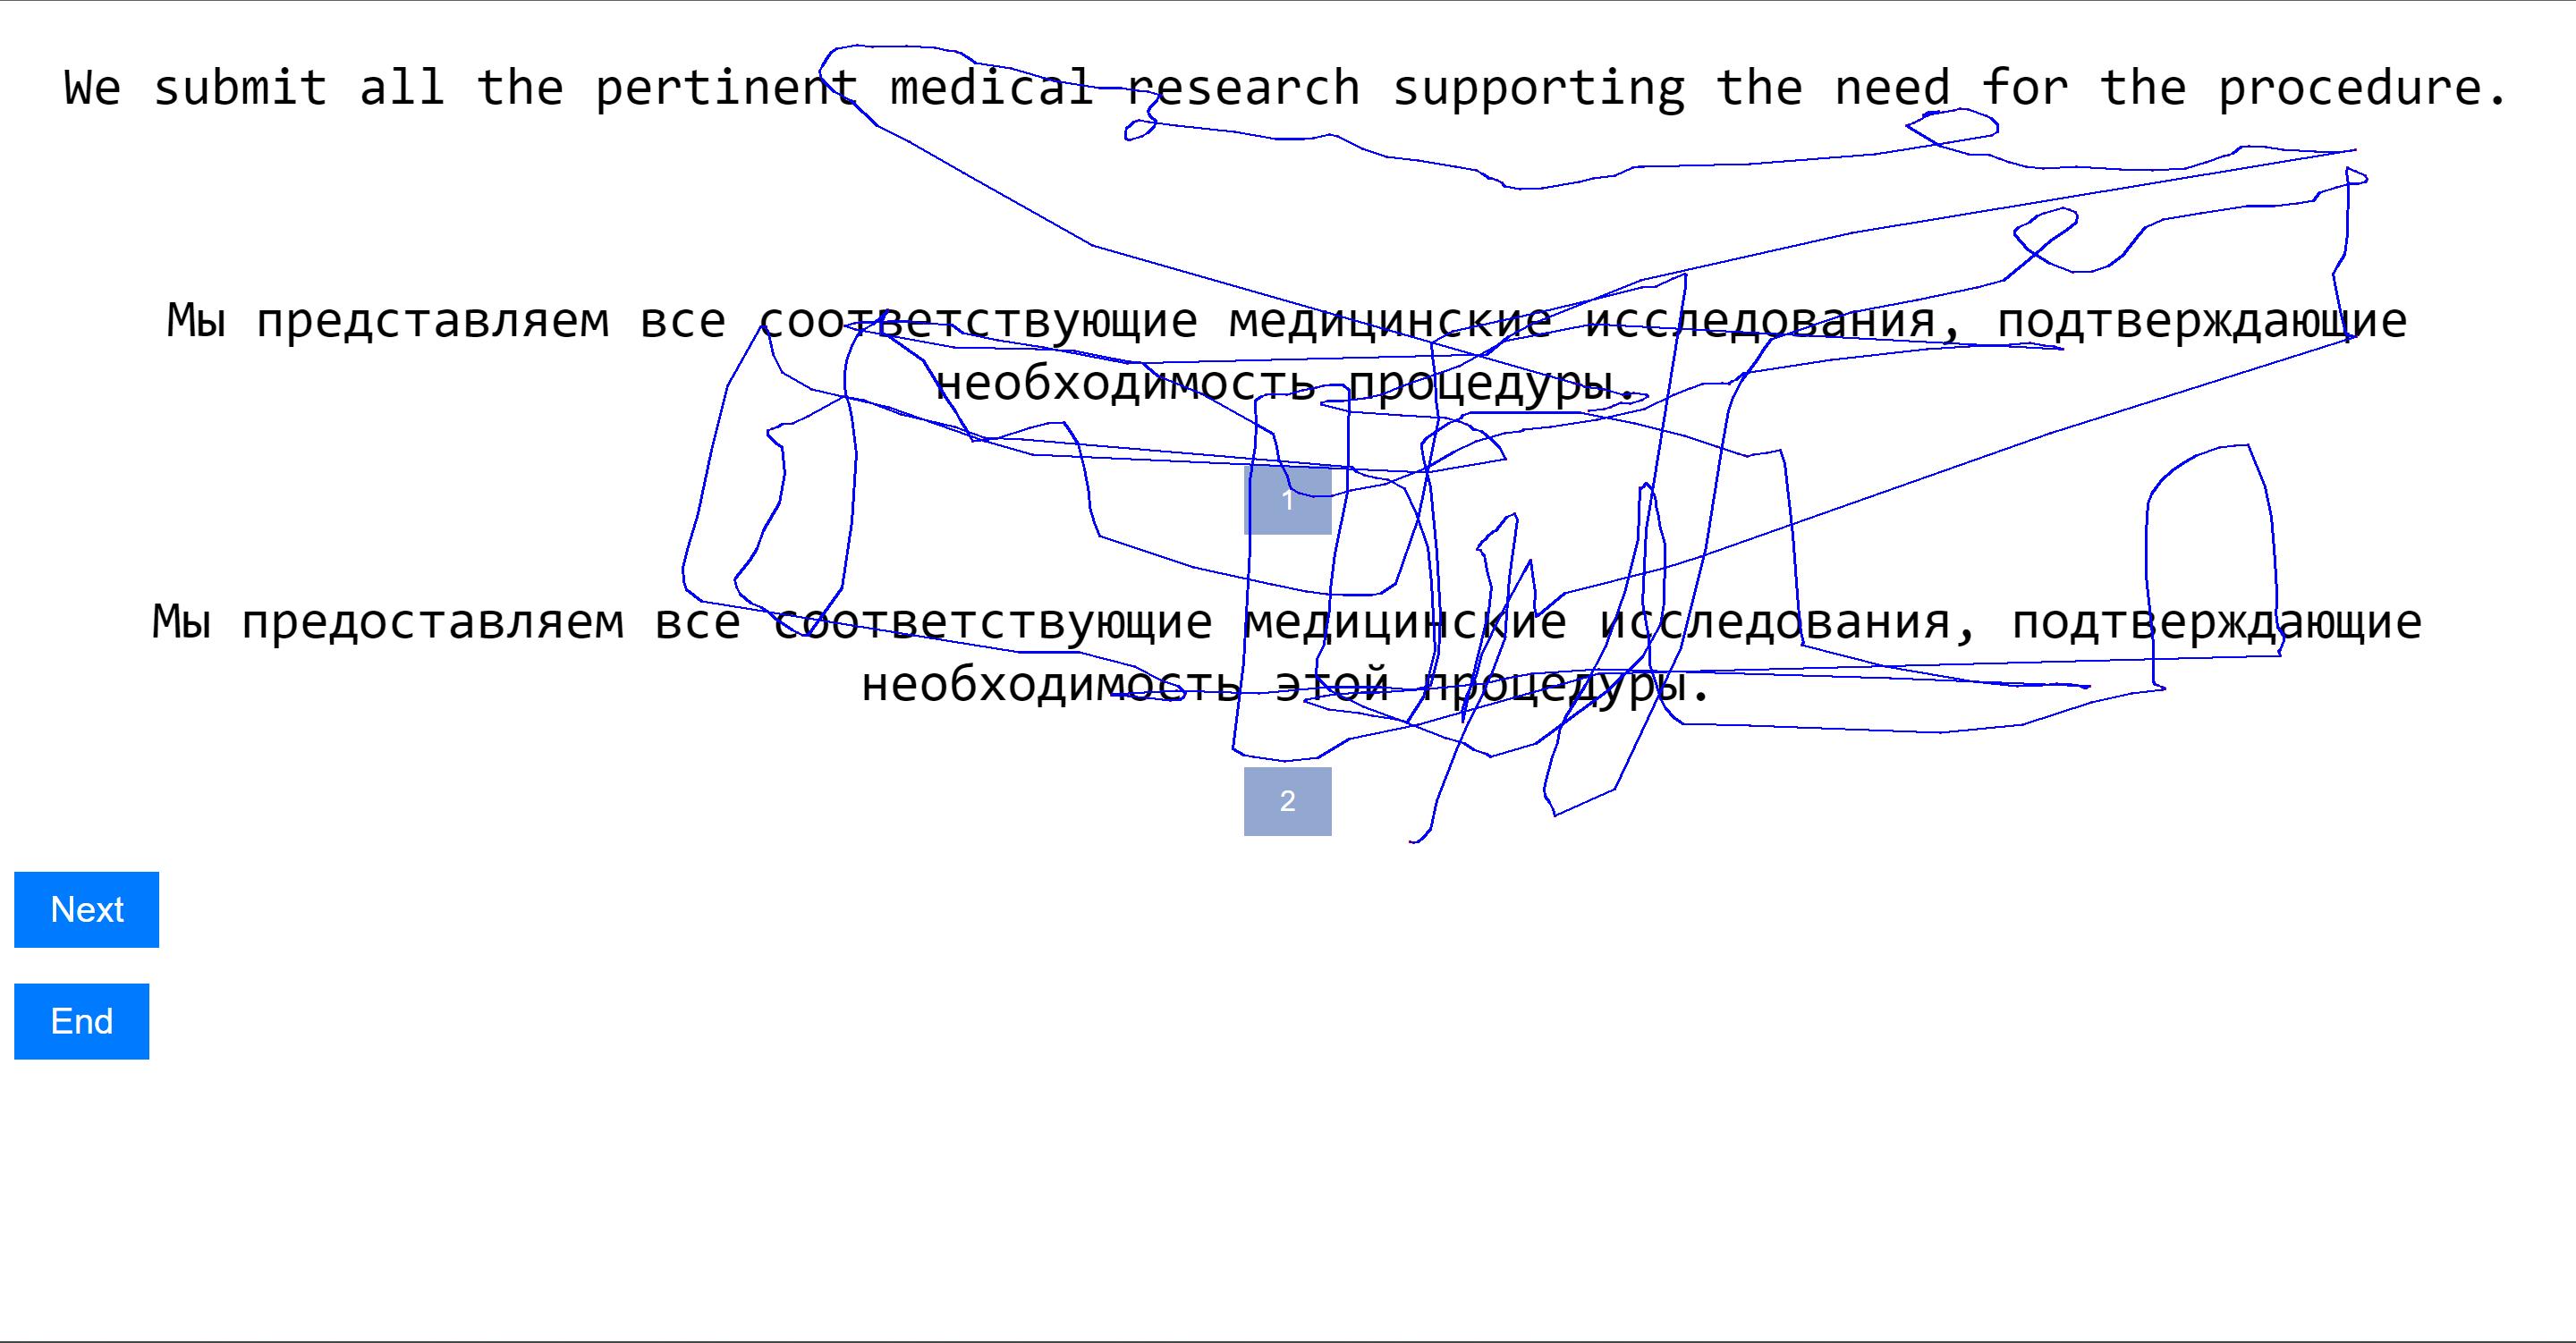 We submit all the pertinent medical research supporting the need for the procedure.
Мы представляем все соответствующие медицинские исследования, подтверждающие
необходимость процедуры.
1
Мы предоставляем все соответствующие медицинские исследования, подтверждающие
необходимость этой процедуры.
2
Next
End